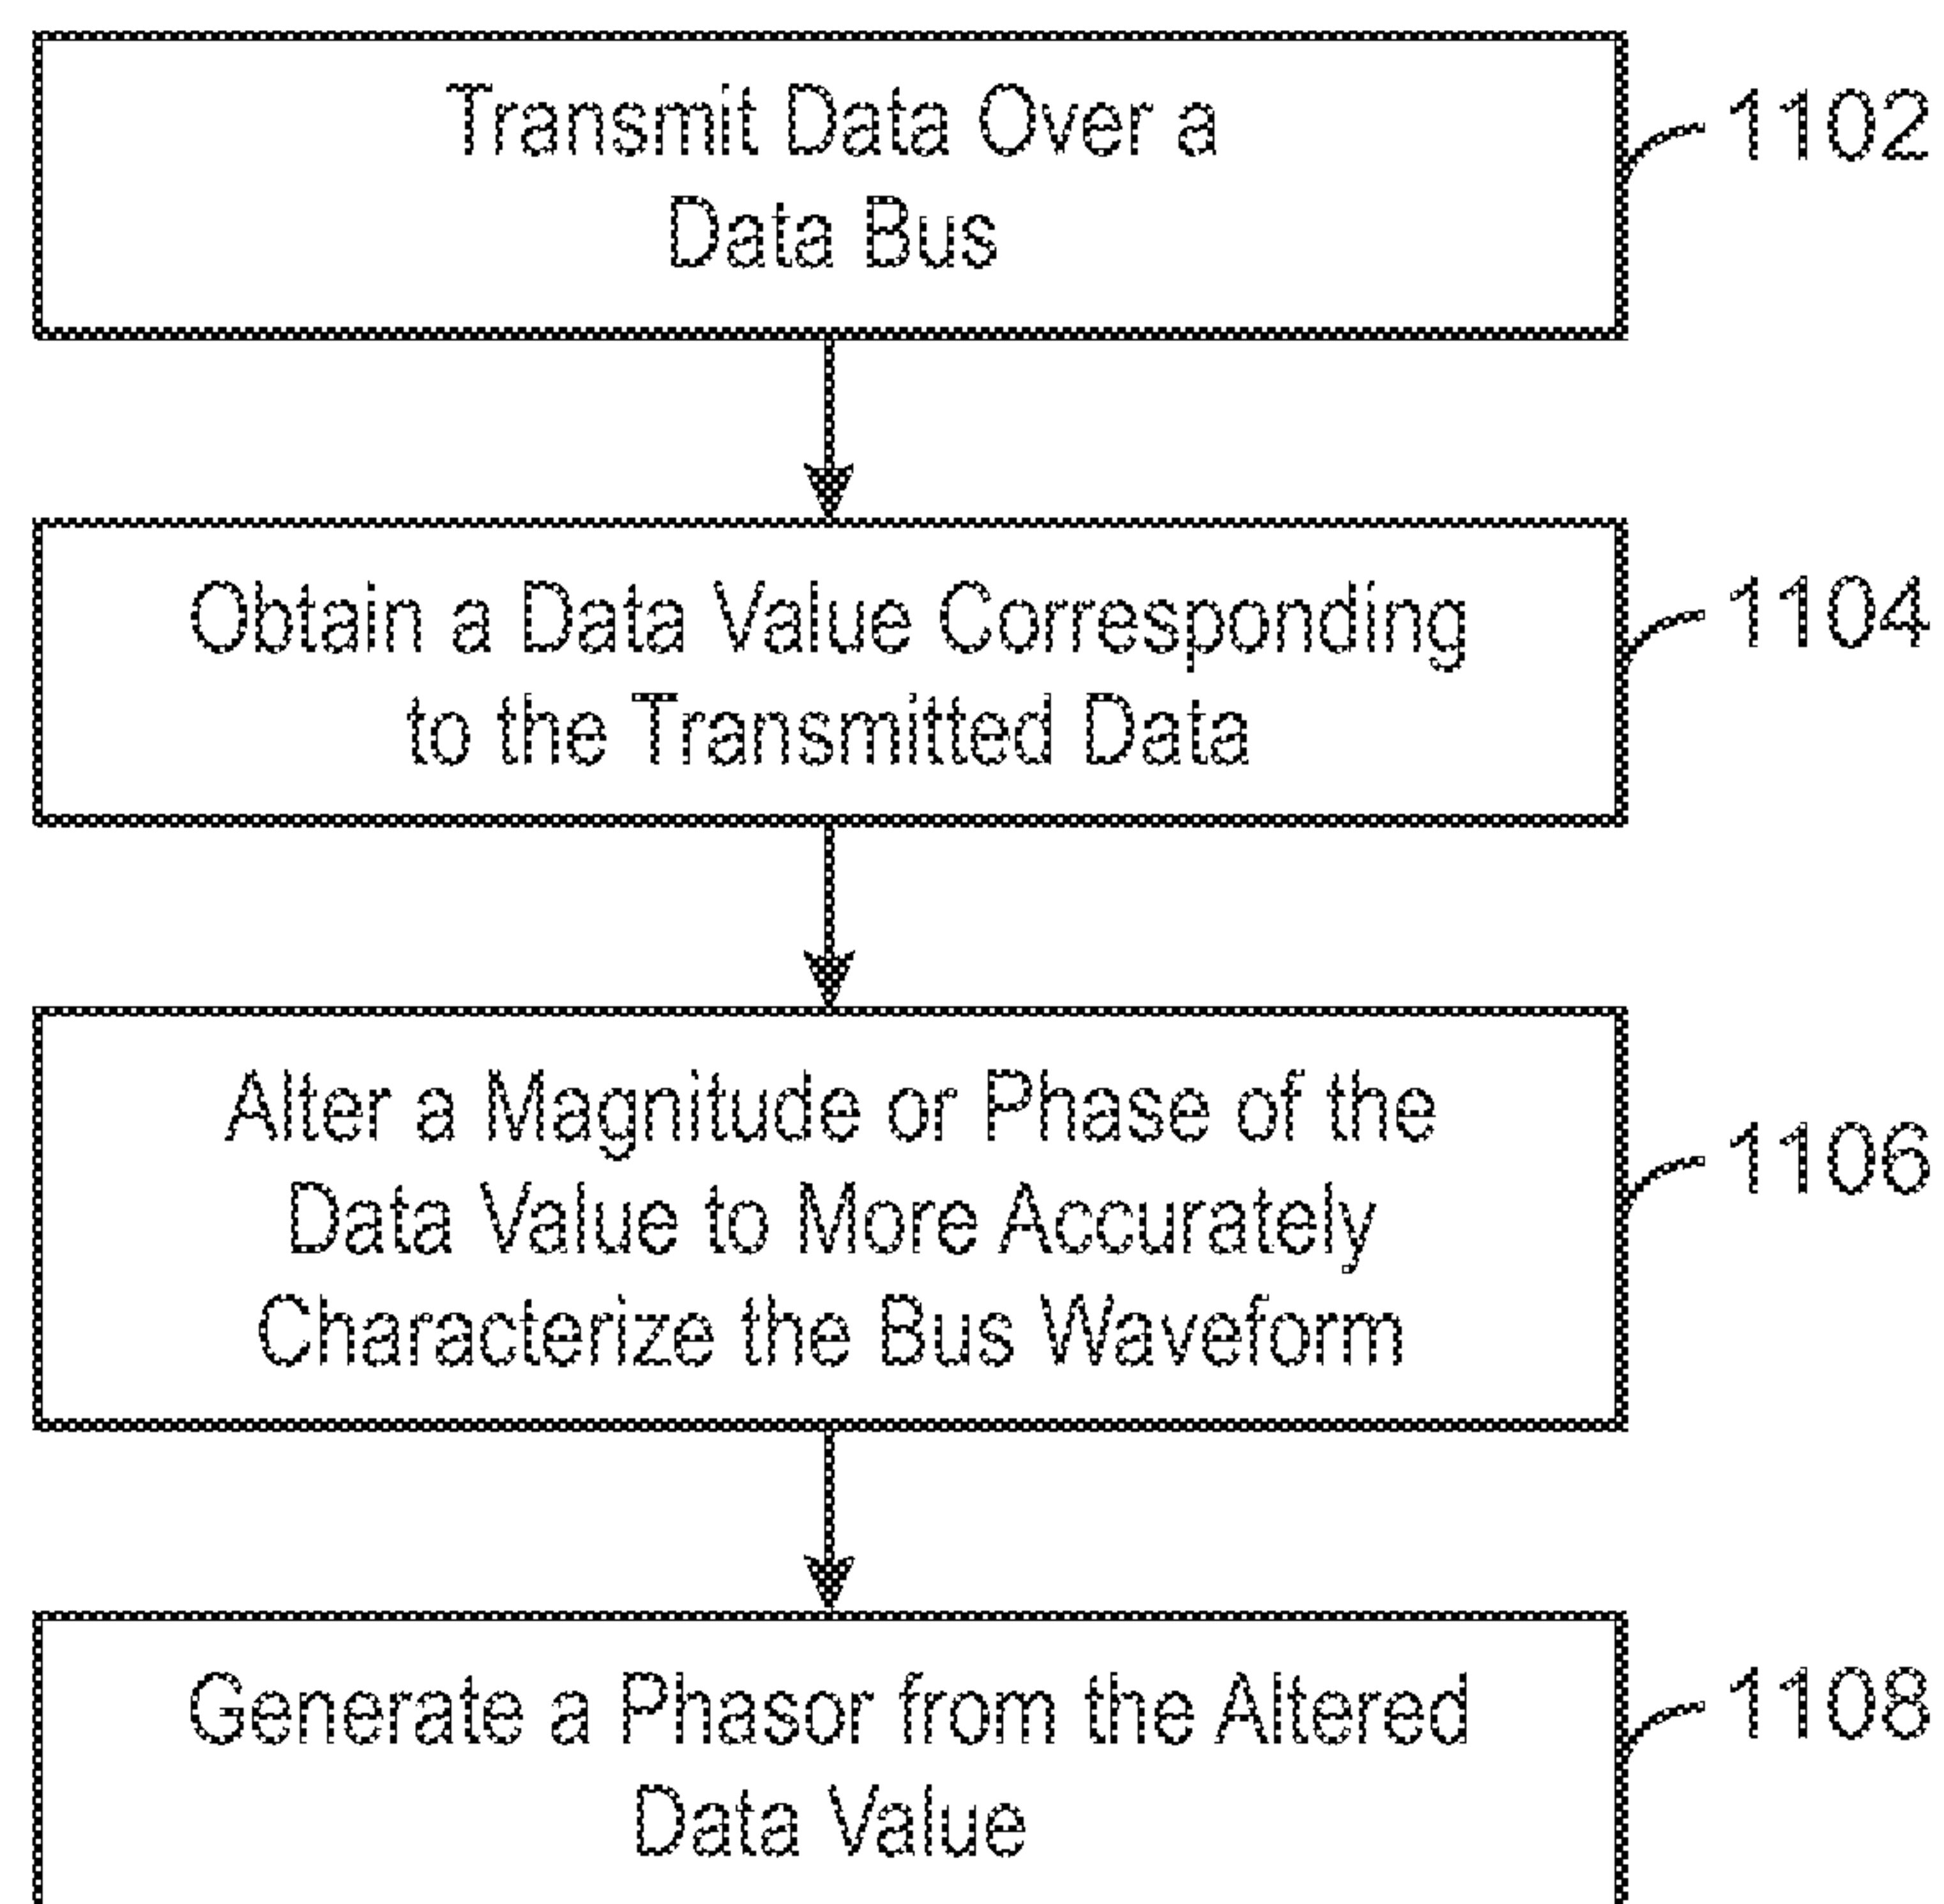 Transmit Data Over a
Data Bus
1102
Obtain a Data Value Corresponding
to the Transmitted Data
1104
Alter a Magnitude or Phase of the
Data Value to More Accurately
Characterize the Bus Waveform
1106
Generate a Phasor from the Altered
Data Value
1108